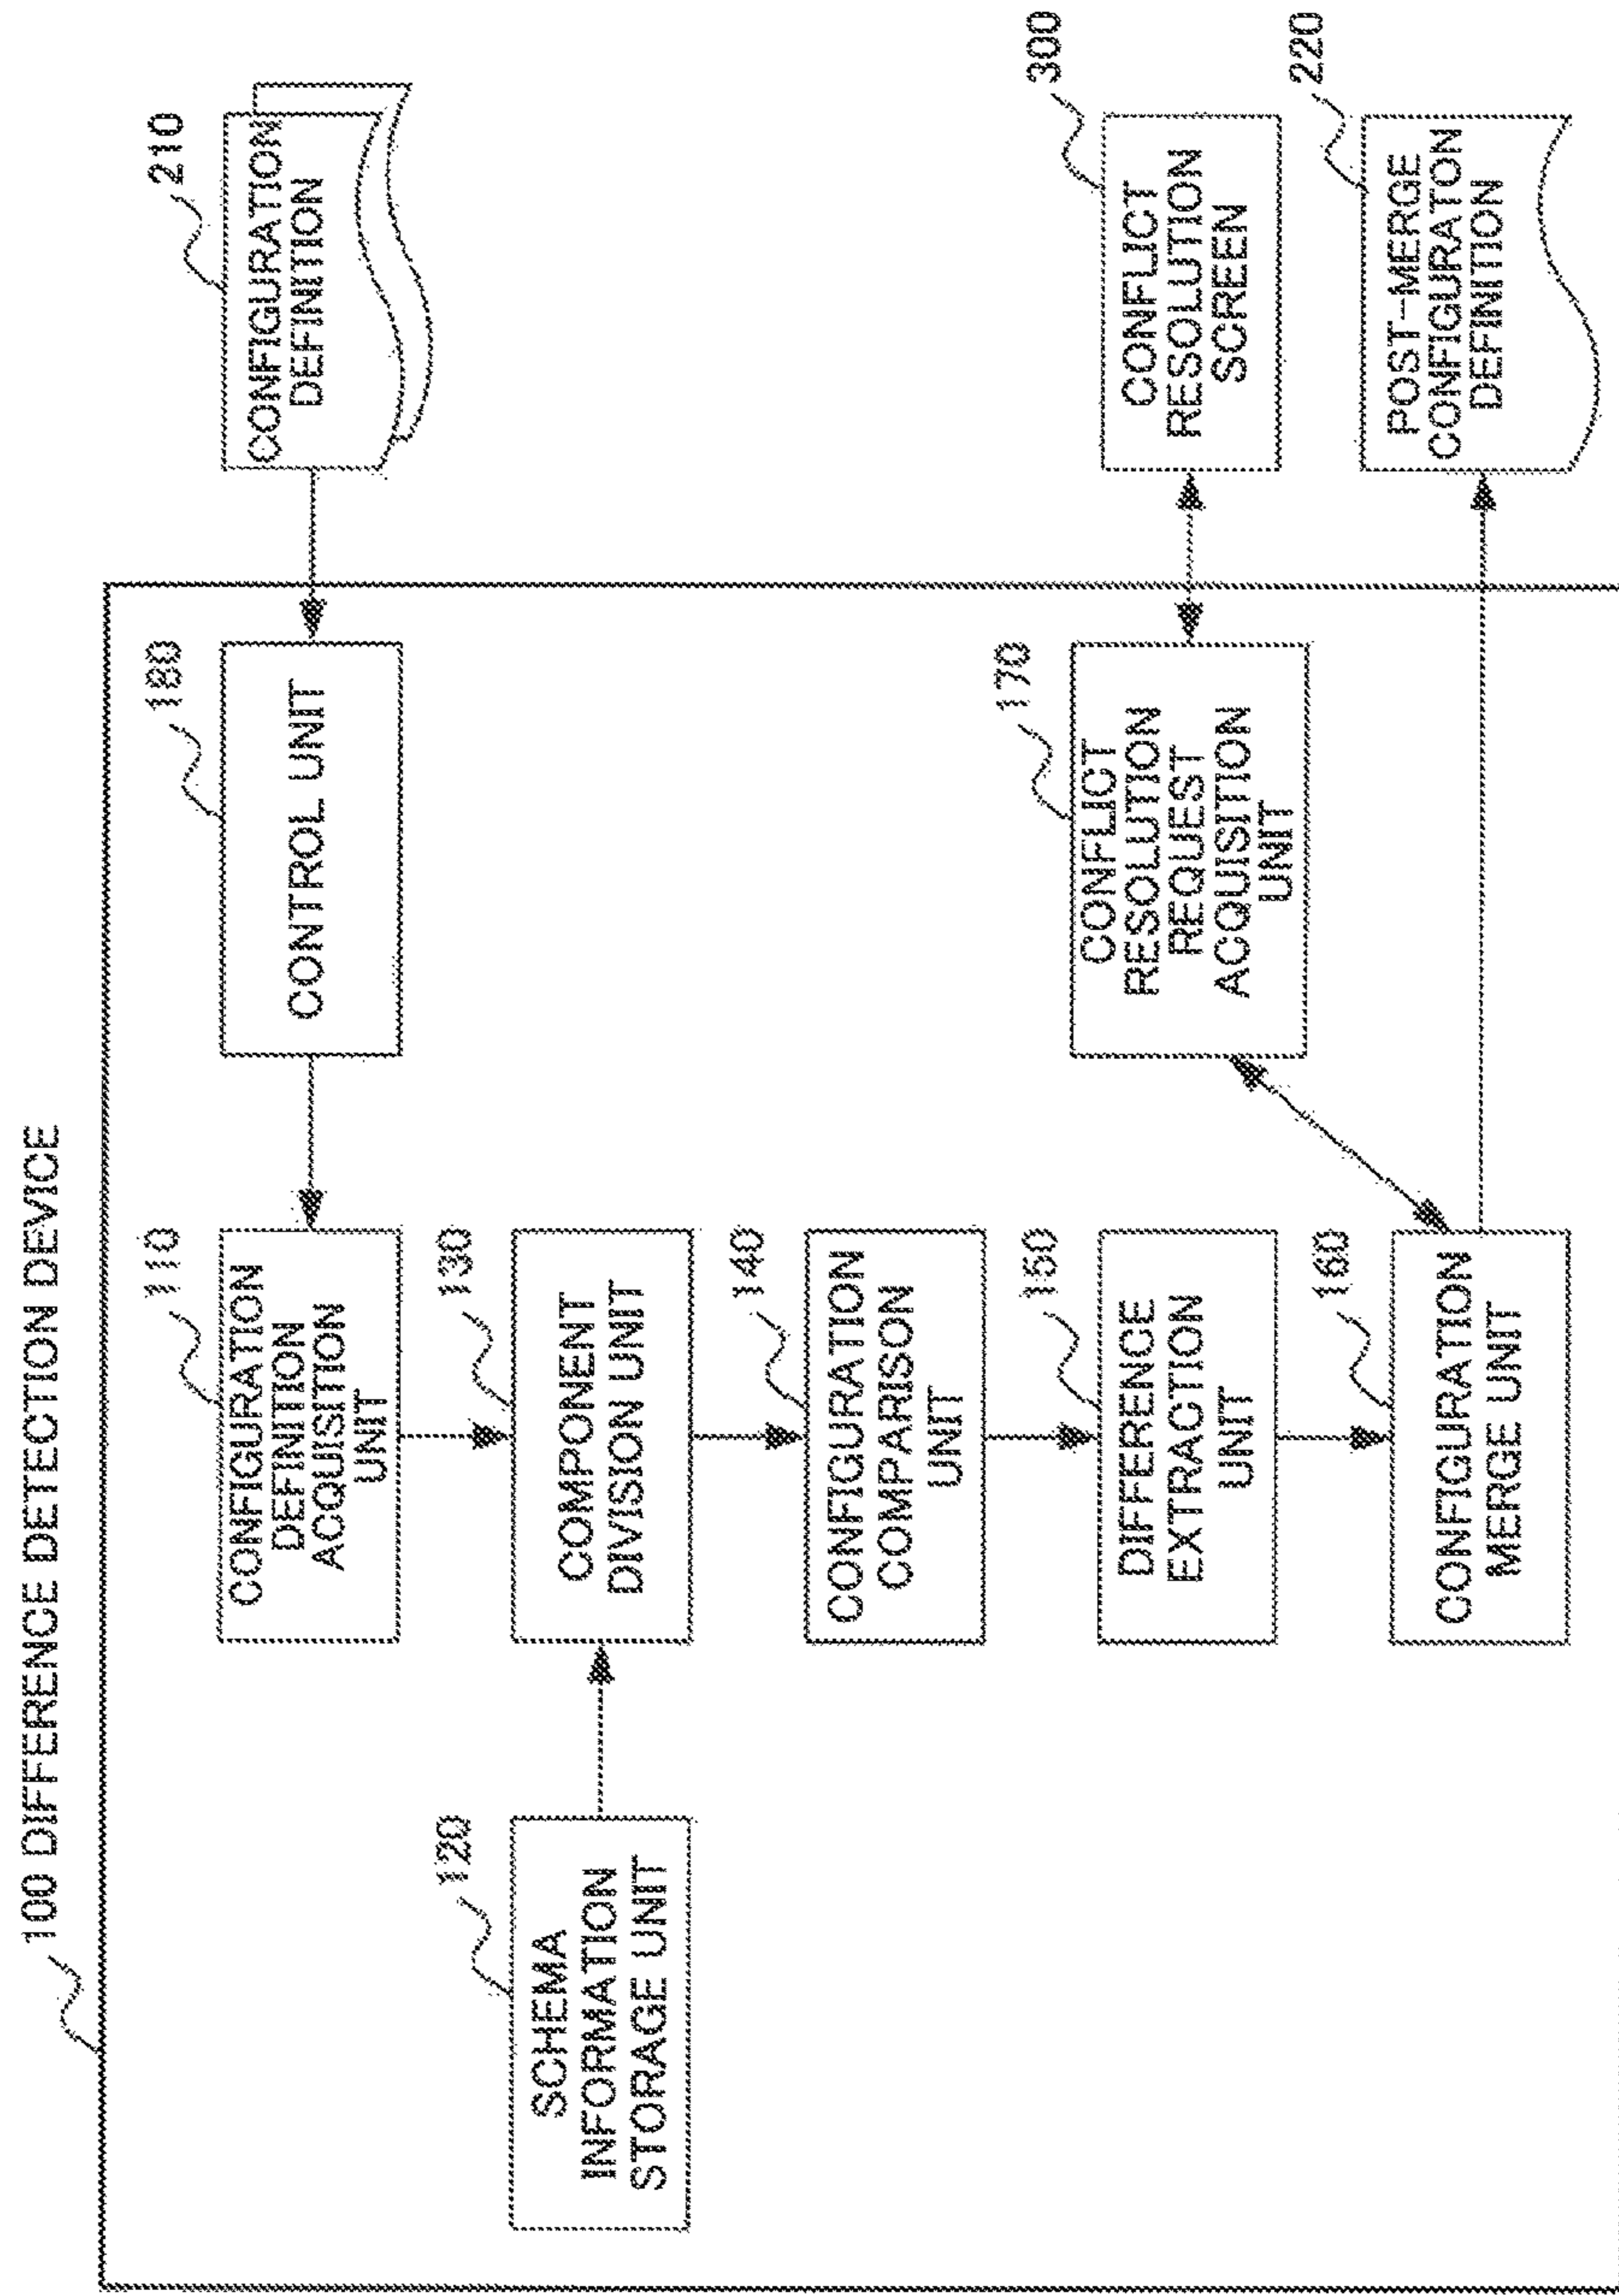 100 DIFFERENCE DETECTION DEVICE
110
CONFIGURATION
DEFINITION
ACQUISITION
UNIT
180
CONTROL UNIT
210
CONFIGURATION
DEFINITION
120
SCHEMA
INFORMATION
STORAGE UNIT
130
COMPONENT
DIVISION UNIT
140
CONFIGURATION
COMPARISON
UNIT
150
DIFFERENCE
EXTRACTION
UNIT
170
CONFLICT
RESOLUTION
REQUEST
ACQUISITION
UNIT
300
CONFLICT
RESOLUTION
SCREEN
160
CONFIGURATION
MERGE UNIT
220
POST-MERGE
CONFIGURATON
DEFINITION